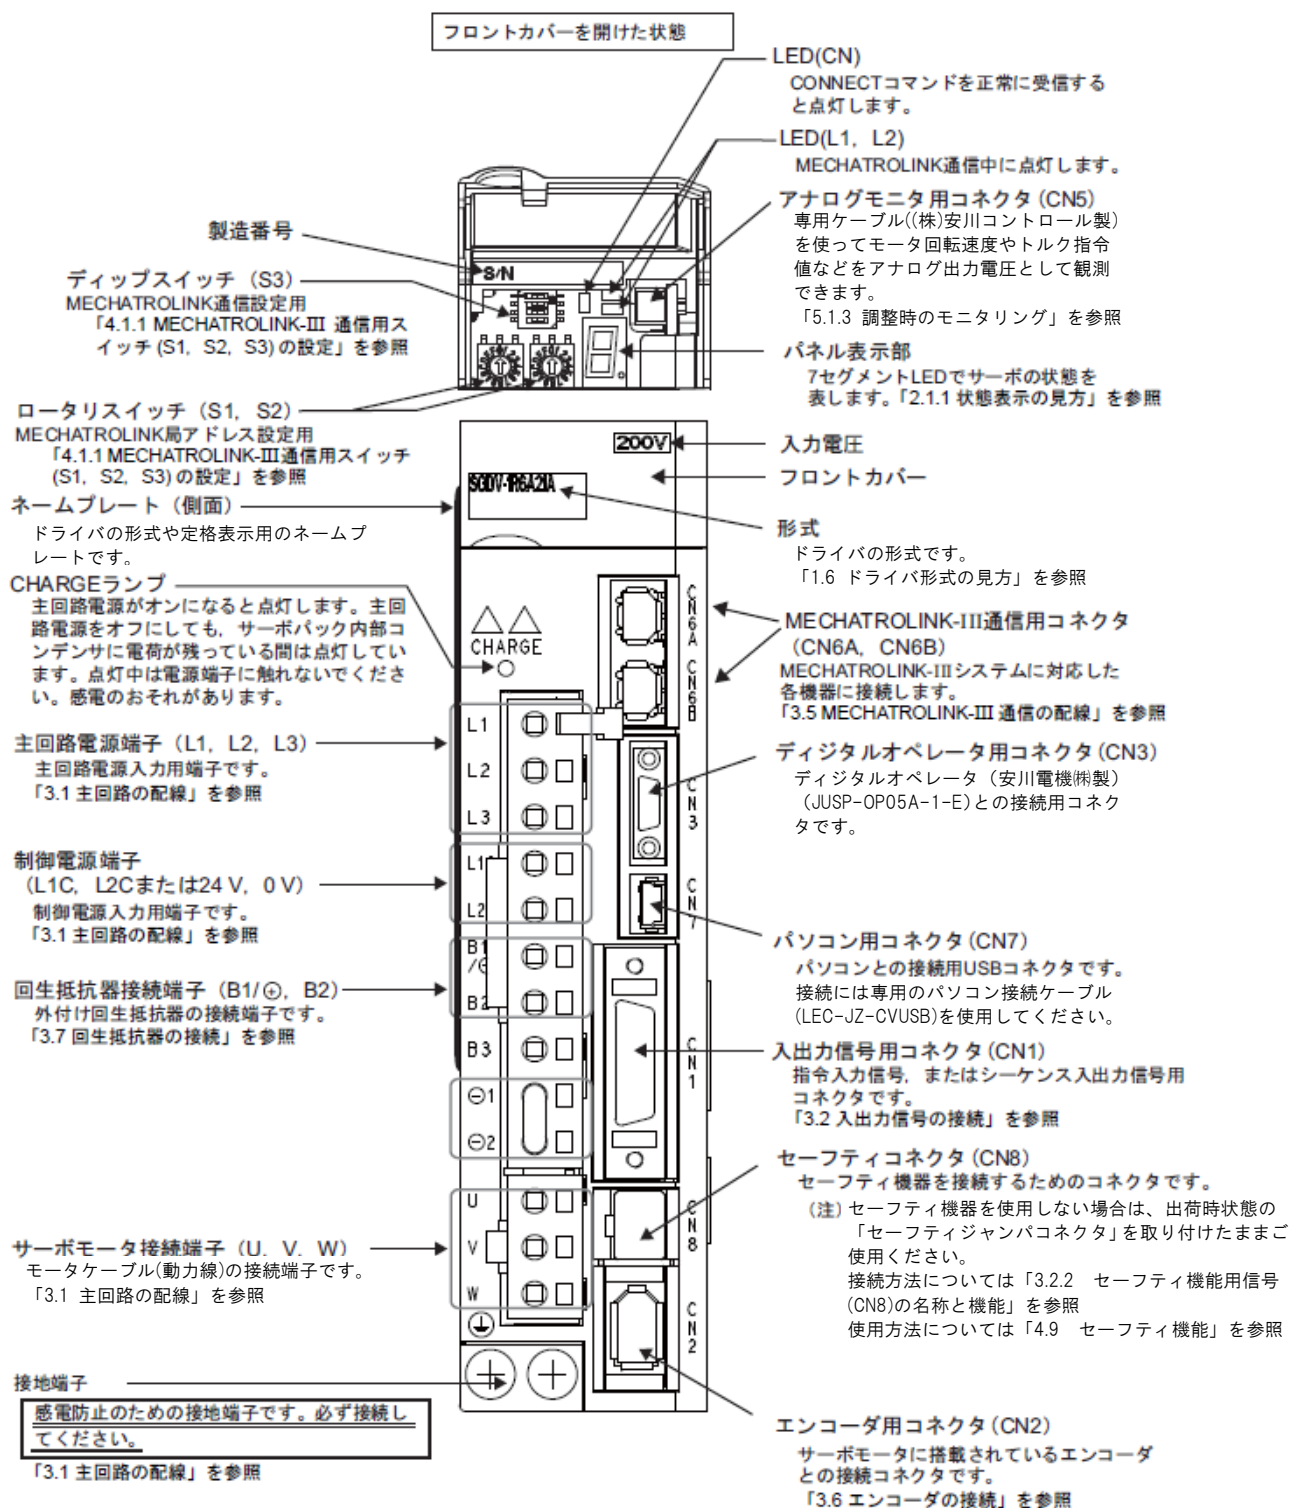 フロントカバーを開けた状態
LED(CN)
CONNECTコマンドを正常に受信する
と点灯します。
LED(L1, L2)
MECHATROLINK通信中に点灯します。
アナログモニタ用コネクタ(CN5)
専用ケーブル((株)安川コントロール製)
を使ってモータ回転速度やトルク指令
値などをアナログ出力電圧として観測
できます。
「5.1.3 調整時のモニタリング」を参照
パネル表示部
7セグメントLEDでサーボの状態を
表します。「2.1.1 状態表示の見方」を参照
製造番号
S/N
ディップスイッチ（S3）
MECHATROLINK通信設定用
「4.1.1 MECHATROLINK-III 通信用ス
イッチ (S1, S2, S3) の設定」を参照
ロータリスイッチ（S1, S2）
MECHATROLINK局アドレス設定用
「4.1.1 MECHATROLINK-III通信用スイッチ
(S1, S2, S3) の設定」を参照
ネームプレート（側面）
ドライバの形式や定格表示用のネームプ
レートです。
CHARGEランプ
主回路電源がオンになると点灯します。主回
路電源をオフにしても, サーボパック内部コ
ンデンサに電荷が残っている間は点灯してい
ます。点灯中は電源端子に触れないでくださ
い。感電のおそれがあります。
主回路電源端子（L1, L2, L3）
主回路電源入力用端子です。
「3.1 主回路の配線」を参照
制御電源端子
（L1C, L2Cまたは24 V, 0 V）
制御電源入力用端子です。
「3.1 主回路の配線」を参照
回生抵抗器接続端子（B1/⊕, B2）
外付け回生抵抗器の接続端子です。
「3.7 回生抵抗器の接続」を参照
サーボモータ接続端子（U, V, W）
モータケーブル(動力線)の接続端子です。
「3.1 主回路の配線」を参照
接地端子
感電防止のための接地端子です。必ず接続し
てください。
「3.1 主回路の配線」を参照
200V
SGDV-1R6A21A
CHARGE
L1
L2
L3
L1
L2
B1
/⊕
B2
B3
⊖1
⊖2
U
V
W
CN6A
CN6B
CN3
CN7
CN1
CN8
CN2
入力電圧
フロントカバー
形式
ドライバの形式です。
「1.6 ドライバ形式の見方」を参照
MECHATROLINK-III通信用コネクタ
（CN6A, CN6B）
MECHATROLINK-IIIシステムに対応した
各機器に接続します。
「3.5 MECHATROLINK-III 通信の配線」を参照
ディジタルオペレータ用コネクタ(CN3)
ディジタルオペレータ（安川電機㈱製）
（JUSP-OP05A-1-E)との接続用コネク
タです。
パソコン用コネクタ(CN7)
パソコンとの接続用USBコネクタです。
接続には専用のパソコン接続ケーブル
(LEC-JZ-CVUSB)を使用してください。
入出力信号用コネクタ(CN1)
指令入力信号, またはシーケンス入出力信号用
コネクタです。
「3.2 入出力信号の接続」を参照
セーフティコネクタ(CN8)
セーフティ機器を接続するためのコネクタです。
(注) セーフティ機器を使用しない場合は、出荷時状態の
「セーフティジャンパコネクタ」を取り付けたままご
使用ください。
接続方法については「3.2.2 セーフティ機能用信号
(CN8)の名称と機能」を参照
使用方法については「4.9 セーフティ機能」を参照
エンコーダ用コネクタ(CN2)
サーボモータに搭載されているエンコーダ
との接続コネクタです。
「3.6 エンコーダの接続」を参照